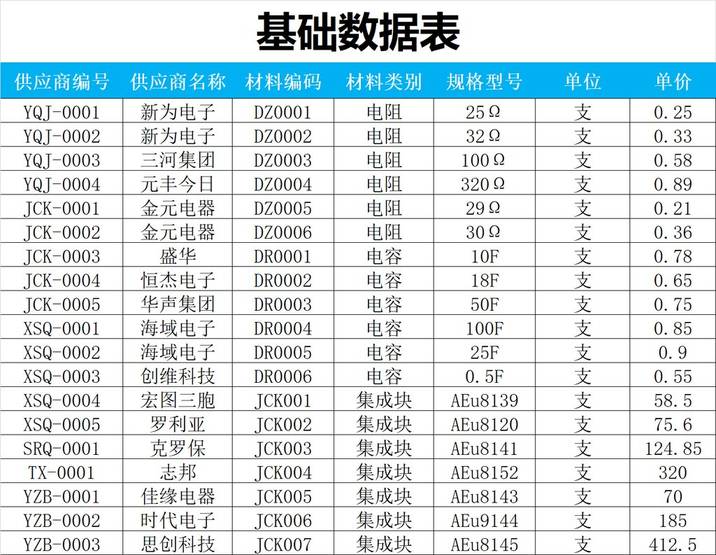 基础数据表
供应商编号 供应商名称 材料编码 材料类别 规格型号 单位 单价
YQJ-0001 新为电子 DZ0001 电阻 25Ω 支 0.25
YQJ-0002 新为电子 DZ0002 电阻 32Ω 支 0.33
YQJ-0003 三河集团 DZ0003 电阻 100Ω 支 0.58
YQJ-0004 元丰今日 DZ0004 电阻 320Ω 支 0.89
JCK-0001 金元电器 DZ0005 电阻 29Ω 支 0.21
JCK-0002 金元电器 DZ0006 电阻 30Ω 支 0.36
JCK-0003 盛华 DR0001 电容 10F 支 0.78
JCK-0004 恒杰电子 DR0002 电容 18F 支 0.65
JCK-0005 华声集团 DR0003 电容 50F 支 0.75
XSQ-0001 海域电子 DR0004 电容 100F 支 0.85
XSQ-0002 海域电子 DR0005 电容 25F 支 0.9
XSQ-0003 创维科技 DR0006 电容 0.5F 支 0.55
XSQ-0004 宏图三胞 JCK001 集成块 AEu8139 支 58.5
XSQ-0005 罗利亚 JCK002 集成块 AEu8120 支 75.6
SRQ-0001 克罗保 JCK003 集成块 AEu8141 支 124.85
TX-0001 志邦 JCK004 集成块 AEu8152 支 320
YZB-0001 佳缘电器 JCK005 集成块 AEu8143 支 70
YZB-0002 时代电子 JCK006 集成块 AEu9144 支 185
YZB-0003 思创科技 JCK007 集成块 AEu8145 支 412.5